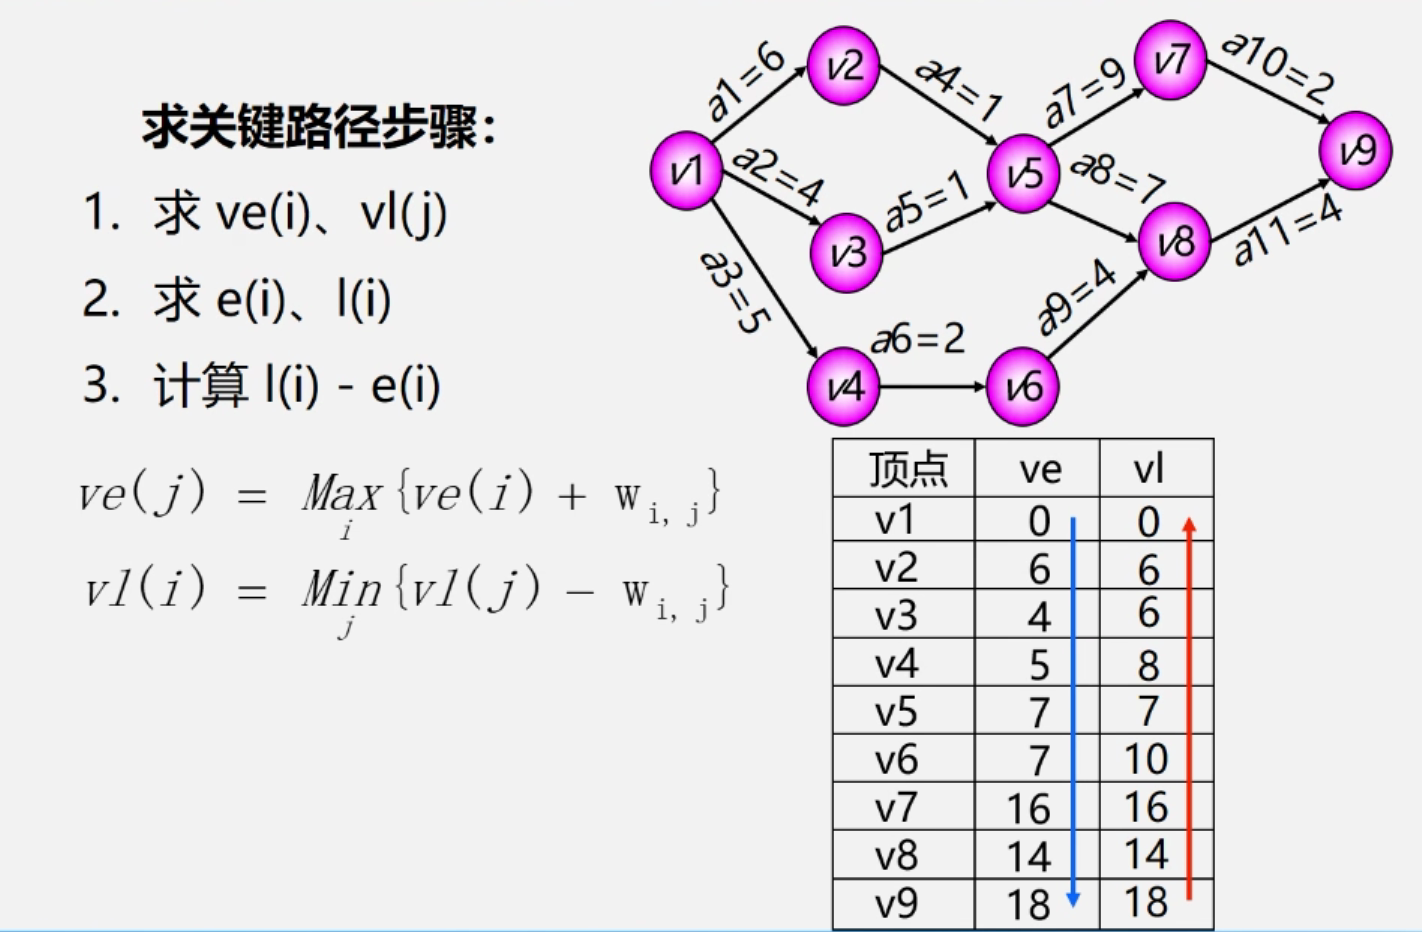 求关键路径步骤：
1. 求 ve(i)、vl(j)
2. 求 e(i)、l(i)
3. 计算 l(i) - e(i)
ve(j) = Max{ve(i) + w i, j}
i
vl(i) = Min{vl(j) − w i, j}
j
v1
v2
v3
v4
v5
v6
v7
v8
v9
a1=6
a2=4
a3=5
a4=1
a5=1
a6=2
a7=9
a8=7
a9=4
a10=2
a11=4
顶点 ve vl
v1 0 0
v2 6 6
v3 4 6
v4 5 8
v5 7 7
v6 7 10
v7 16 16
v8 14 14
v9 18 18